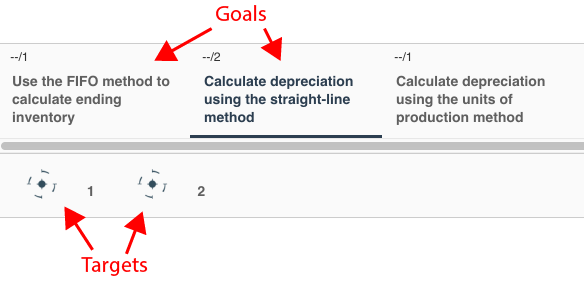 Goals
--/1
Use the FIFO method to
calculate ending
inventory
--/2
Calculate depreciation
using the straight-line
method
--/1
Calculate depreciation
using the units of
production method
1
2
Targets